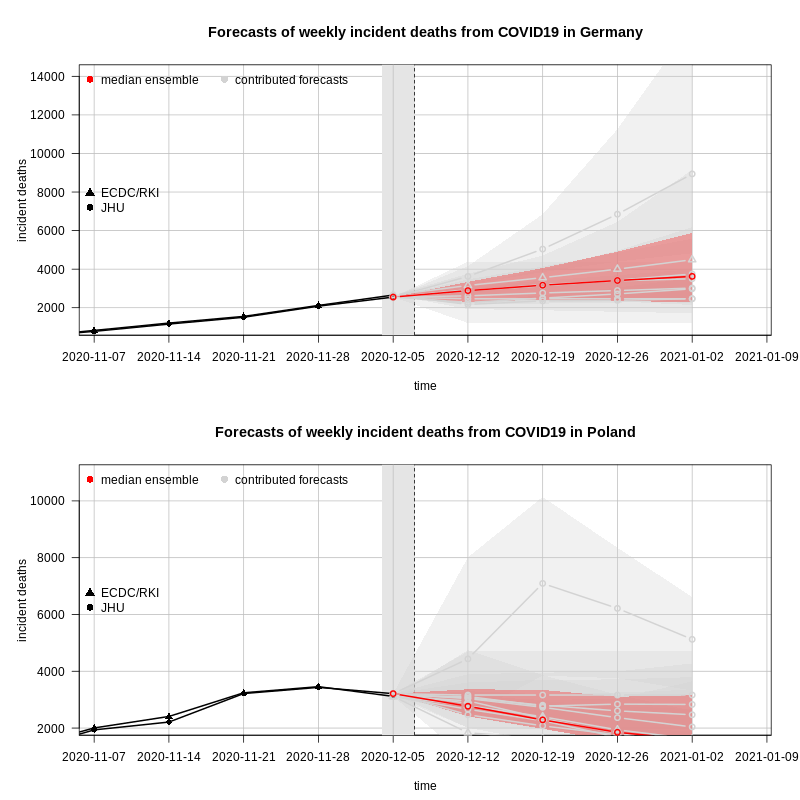 Forecasts of weekly incident deaths from COVID19 in Germany
median ensemble contributed forecasts
ECDC/RKI
JHU
incident deaths
14000
12000
10000
8000
6000
4000
2000
2020-11-07 2020-11-14 2020-11-21 2020-11-28 2020-12-05 2020-12-12 2020-12-19 2020-12-26 2021-01-02 2021-01-09
time
Forecasts of weekly incident deaths from COVID19 in Poland
median ensemble contributed forecasts
ECDC/RKI
JHU
incident deaths
10000
8000
6000
4000
2000
2020-11-07 2020-11-14 2020-11-21 2020-11-28 2020-12-05 2020-12-12 2020-12-19 2020-12-26 2021-01-02 2021-01-09
time